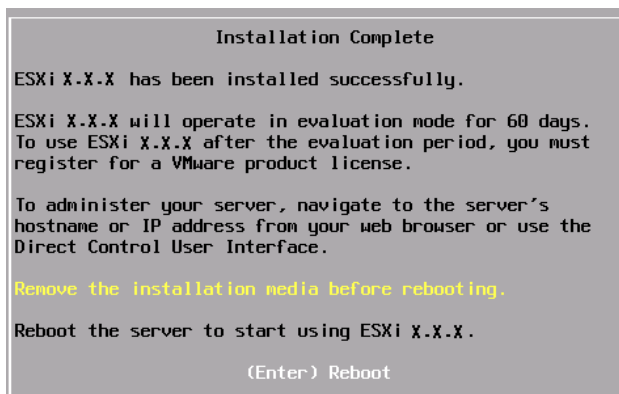 Installation Complete
ESXi X.X.X has been installed successfully.
ESXi X.X.X will operate in evaluation mode for 60 days.
To use ESXi X.X.X after the evaluation period, you must
register for a VMware product license.
To administer your server, navigate to the server's
hostname or IP address from your web browser or use the
Direct Control User Interface.
Remove the installation media before rebooting.
Reboot the server to start using ESXi X.X.X.
(Enter) Reboot